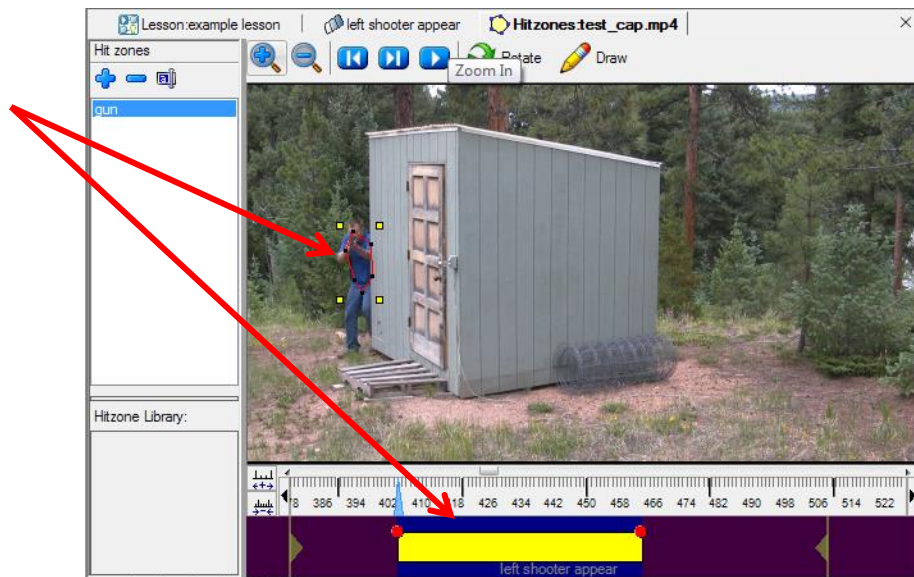 Lesson:example lesson
left shooter appear
Hitzones:test_cap.mp4
Hit zones
Rotate
Draw
Zoom In
gun
Hitzone Library:
8 386 394 402 410 418 426 434 442 450 458 466 474 482 490 498 506 514 522
left shooter appear